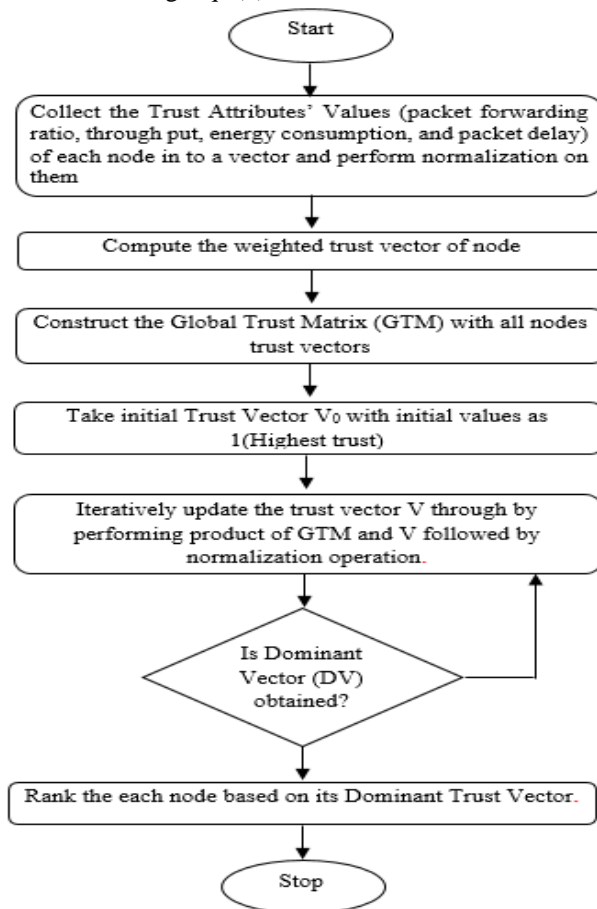 Start
Collect the Trust Attributes' Values (packet forwarding
ratio, through put, energy consumption, and packet delay)
of each node in to a vector and perform normalization on
them
Compute the weighted trust vector of node
Construct the Global Trust Matrix (GTM) with all nodes
trust vectors
Take initial Trust Vector V0 with initial values as
1(Highest trust)
Iteratively update the trust vector V through by
performing product of GTM and V followed by
normalization operation.
Is Dominant
Vector (DV)
obtained?
Rank the each node based on its Dominant Trust Vector.
Stop